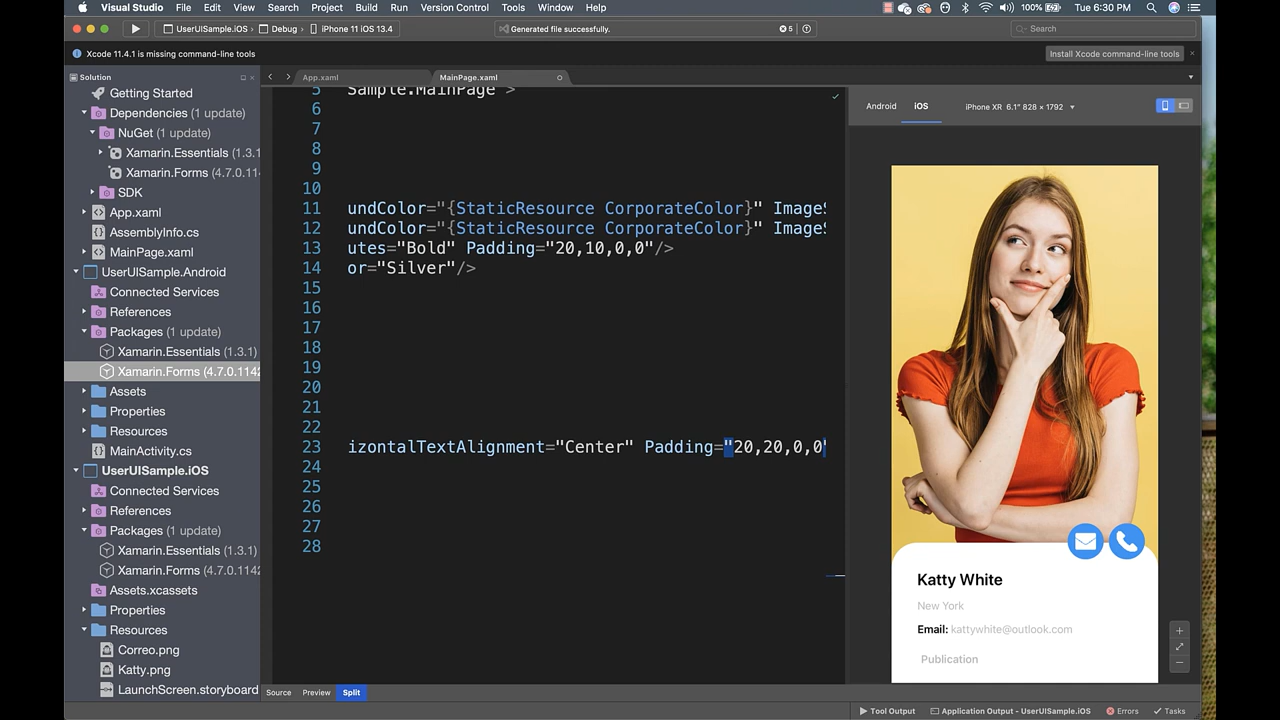 Visual Studio File Edit View Search Project Build Run Version Control Tools Window Help 100% Tue 6:30 PM
UserUISample.iOS > Debug > iPhone 11 iOS 13.4 Generated file successfully. 5 Search
Xcode 11.4.1 is missing command-line tools Install Xcode command-line tools
Solution
Getting Started
Dependencies (1 update)
NuGet (1 update)
Xamarin.Essentials (1.3.1
Xamarin.Forms (4.7.0.114
SDK
App.xaml
AssemblyInfo.cs
MainPage.xaml
UserUISample.Android
Connected Services
References
Packages (1 update)
Xamarin.Essentials (1.3.1)
Xamarin.Forms (4.7.0.1142
Assets
Properties
Resources
MainActivity.cs
UserUISample.iOS
Connected Services
References
Packages (1 update)
Xamarin.Essentials (1.3.1)
Xamarin.Forms (4.7.0.1142
Assets.xcassets
Properties
Resources
Correo.png
Katty.png
LaunchScreen.storyboard
App.xaml MainPage.xaml
5 Sample.MainPage">
6
7
8
9
10
11 undColor="{StaticResource CorporateColor}" ImageS
12 undColor="{StaticResource CorporateColor}" ImageS
13 utes="Bold" Padding="20,10,0,0"/>
14 or="Silver"/>
15
16
17
18
19
20
21
22
23 izontalTextAlignment="Center" Padding="20,20,0,0"
24
25
26
27
28
Source Preview Split
Android iOS iPhone XR 6.1" 828 × 1792
Katty White
New York
Email: kattywhite@outlook.com
Publication
Tool Output Application Output - UserUISample.iOS Errors Tasks